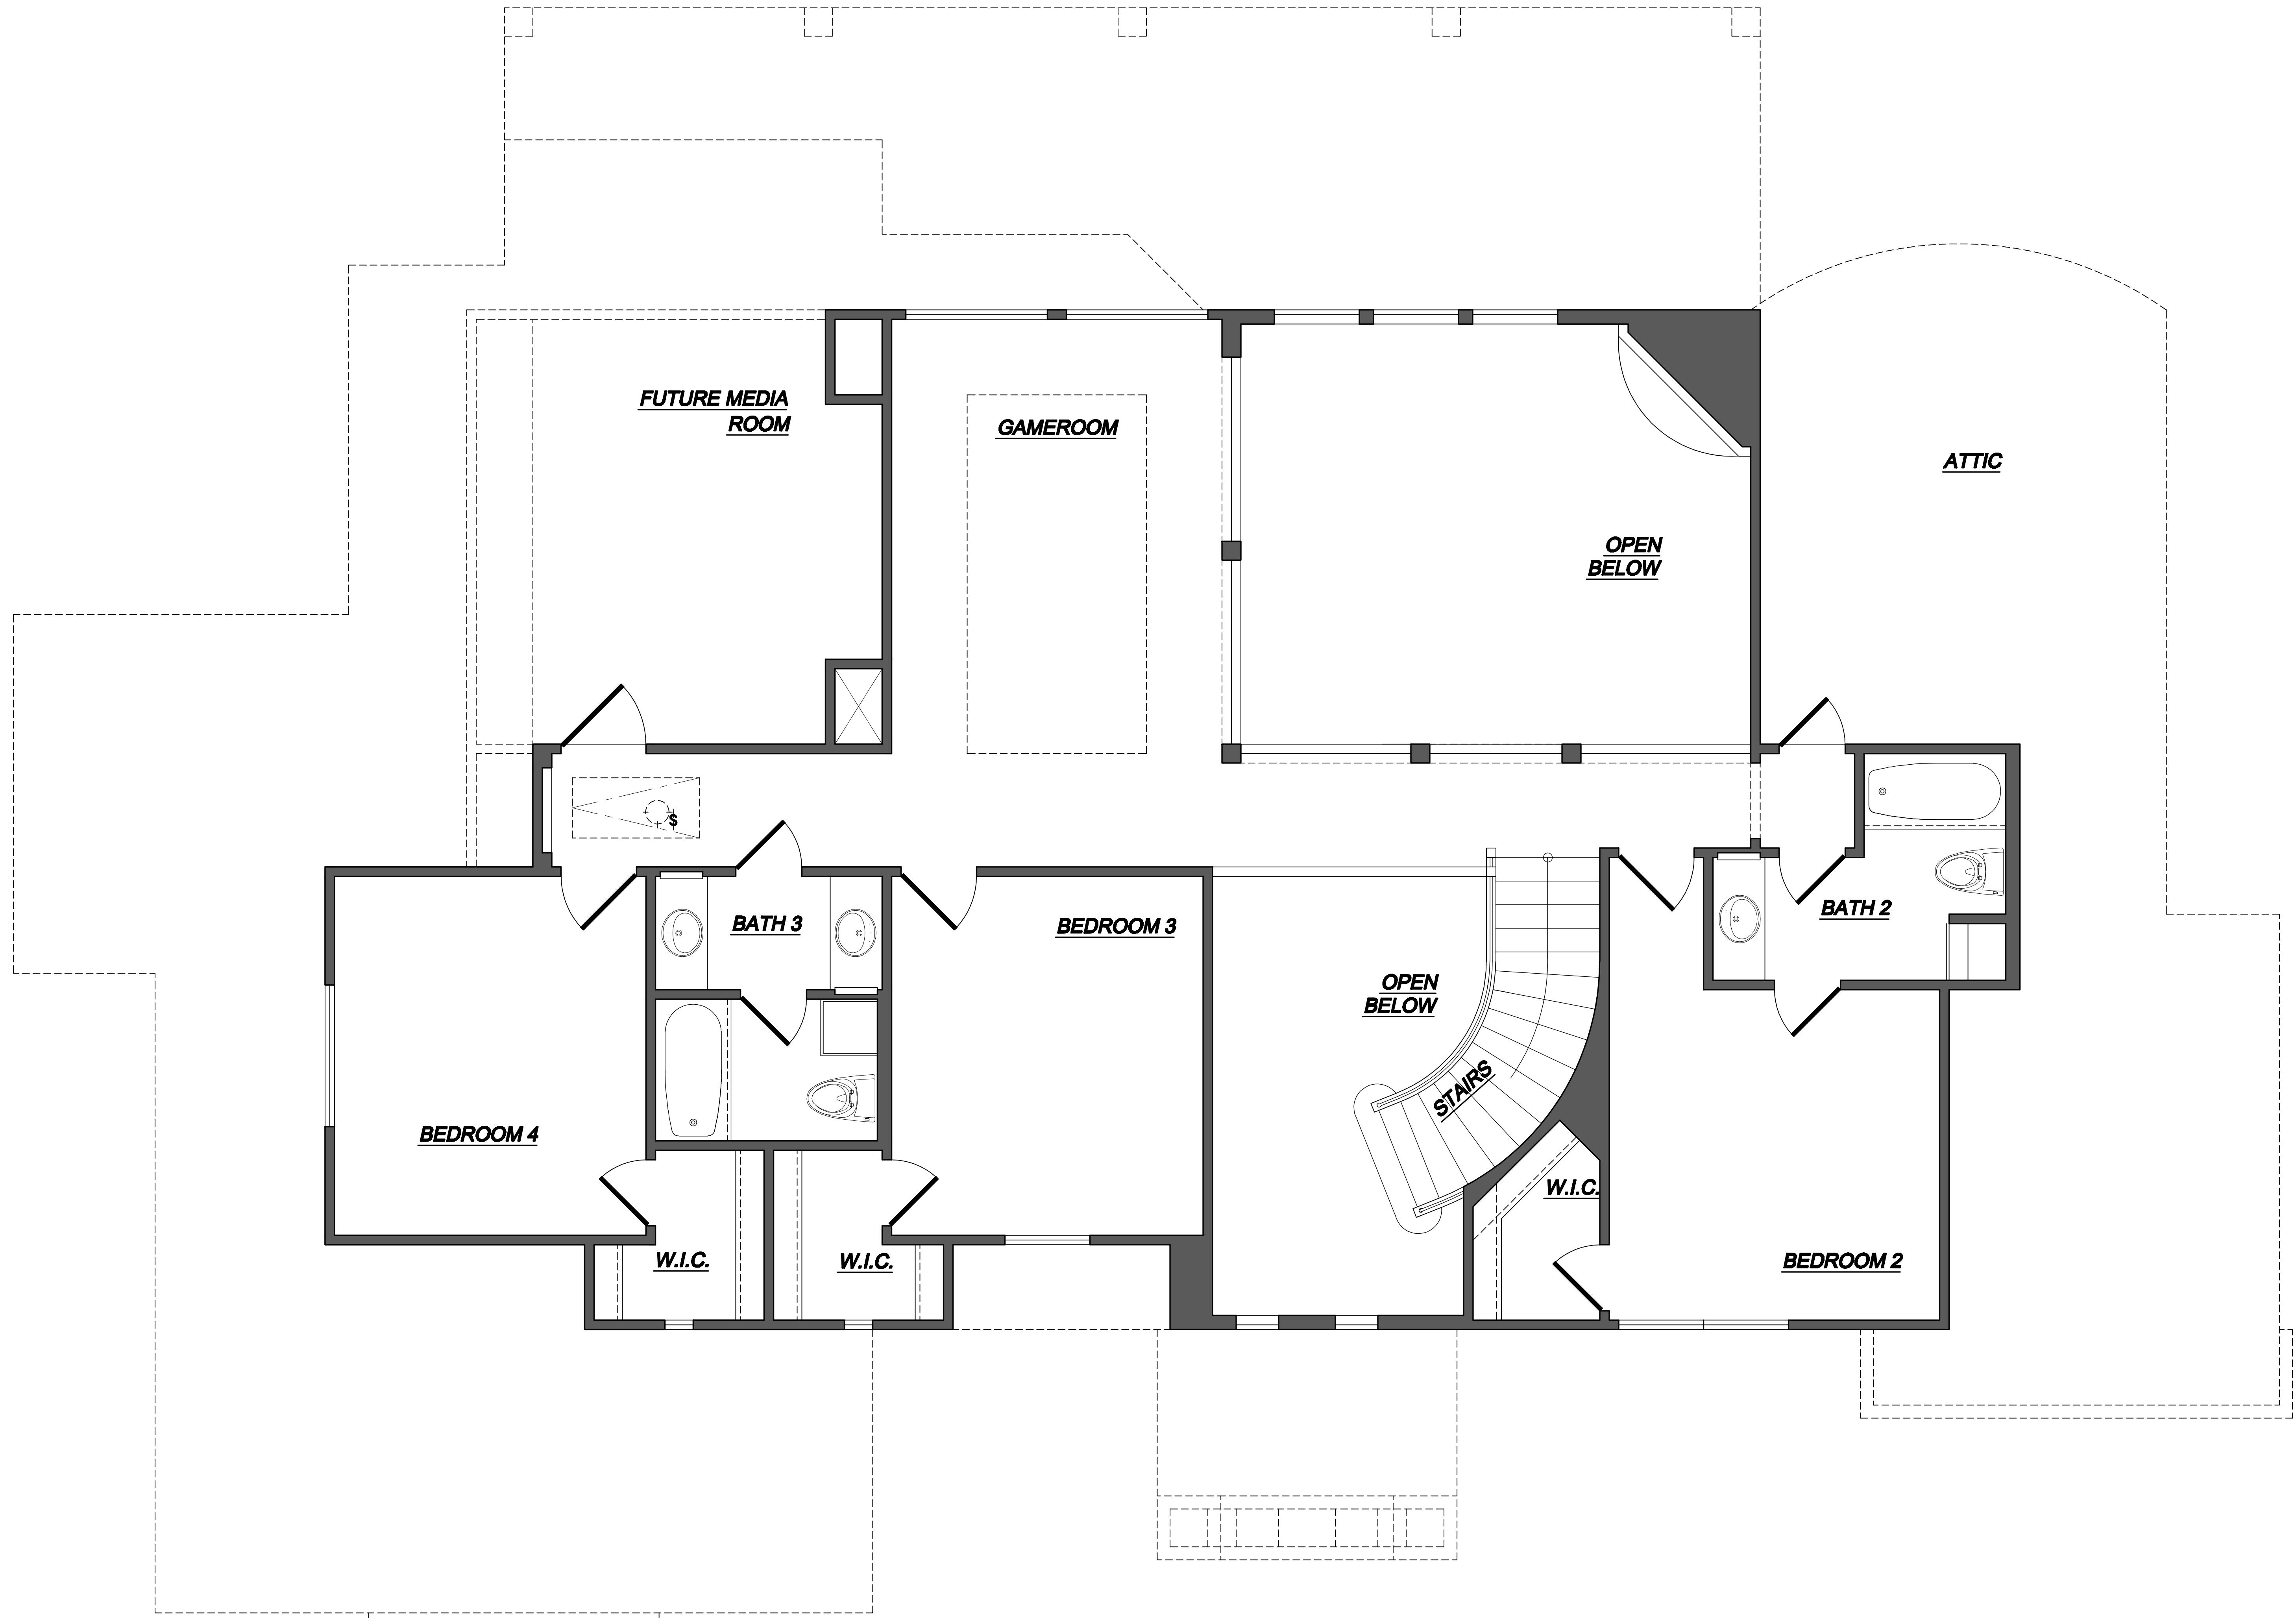 FUTURE MEDIA
ROOM
GAMEROOM
ATTIC
OPEN
BELOW
S
BATH 3
BEDROOM 3
BATH 2
OPEN
BELOW
STAIRS
BEDROOM 4
W.I.C.
W.I.C.
W.I.C.
BEDROOM 2